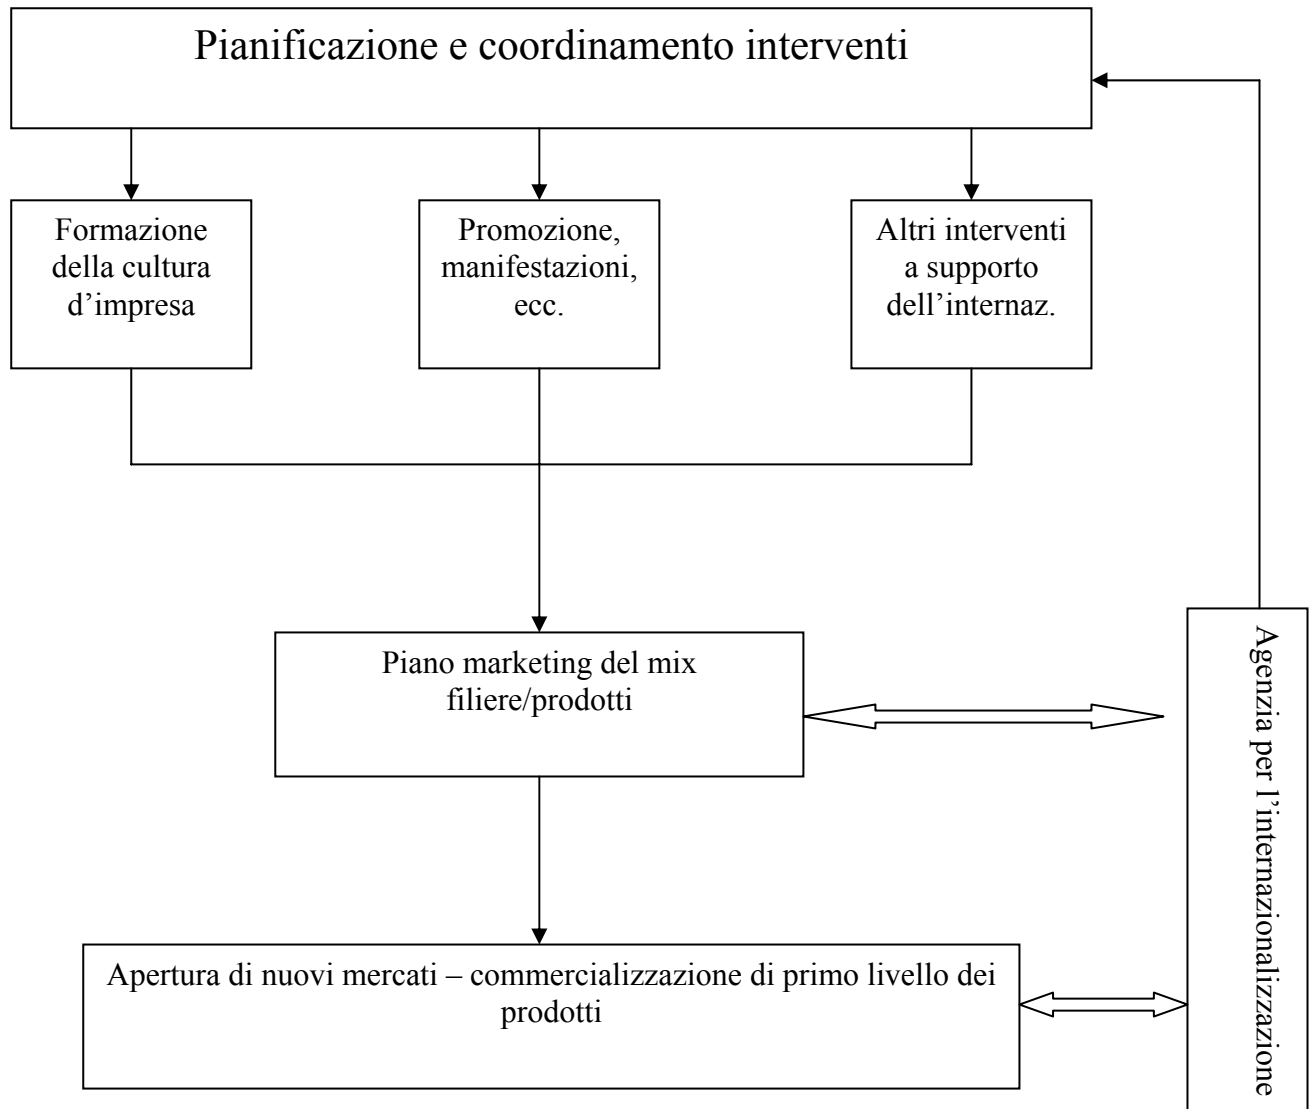 Pianificazione e coordinamento interventi
Formazione
della cultura
d’impresa
Promozione,
manifestazioni,
ecc.
Altri interventi
a supporto
dell’internaz.
Piano marketing del mix
filiere/prodotti
Agenzia per l’internazionalizzazione
Apertura di nuovi mercati – commercializzazione di primo livello dei
prodotti